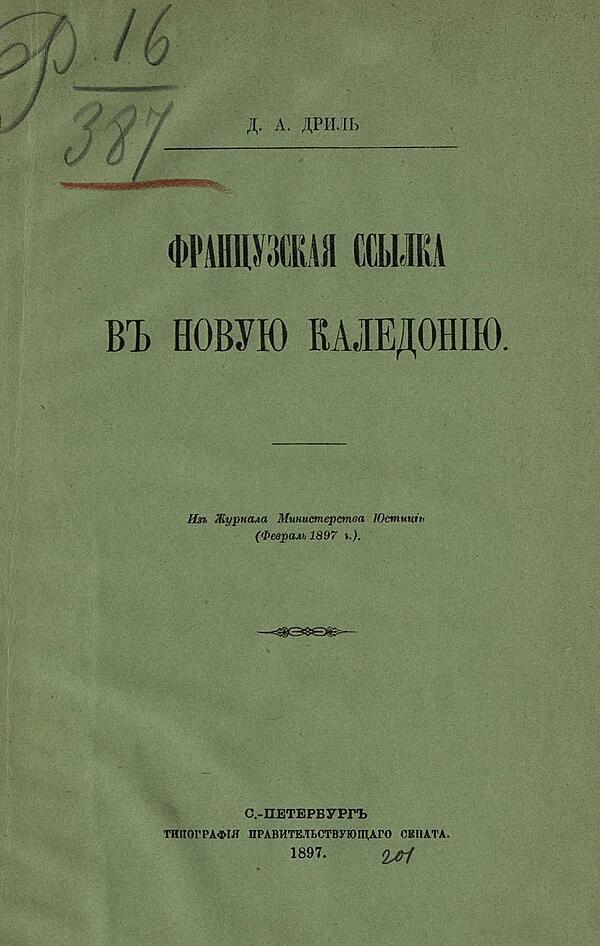 16
387
Д. А. ДРИЛЬ
ФРАНЦУЗСКАЯ ССЫЛКА
ВЪ НОВУЮ КАЛЕДОНІЮ.
Изъ Журнала Министерства Юстиціи
(Февраль 1897 г.).
С.-ПЕТЕРБУРГЪ
ТИПОГРАФІЯ ПРАВИТЕЛЬСТВУЮЩАГО СЕНАТА.
1897. 201